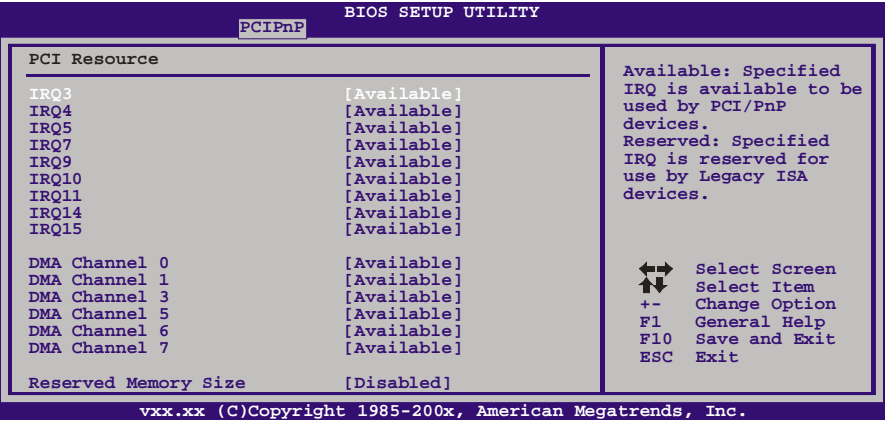 BIOS SETUP UTILITY
PCIPnP
PCI Resource
IRQ3 [Available]
IRQ4 [Available]
IRQ5 [Available]
IRQ7 [Available]
IRQ9 [Available]
IRQ10 [Available]
IRQ11 [Available]
IRQ14 [Available]
IRQ15 [Available]
DMA Channel 0 [Available]
DMA Channel 1 [Available]
DMA Channel 3 [Available]
DMA Channel 5 [Available]
DMA Channel 6 [Available]
DMA Channel 7 [Available]
Reserved Memory Size [Disabled]
Available: Specified
IRQ is available to be
used by PCI/PnP
devices.
Reserved: Specified
IRQ is reserved for
use by Legacy ISA
devices.
Select Screen
Select Item
+- Change Option
F1 General Help
F10 Save and Exit
ESC Exit
vxx.xx (C)Copyright 1985-200x, American Megatrends, Inc.